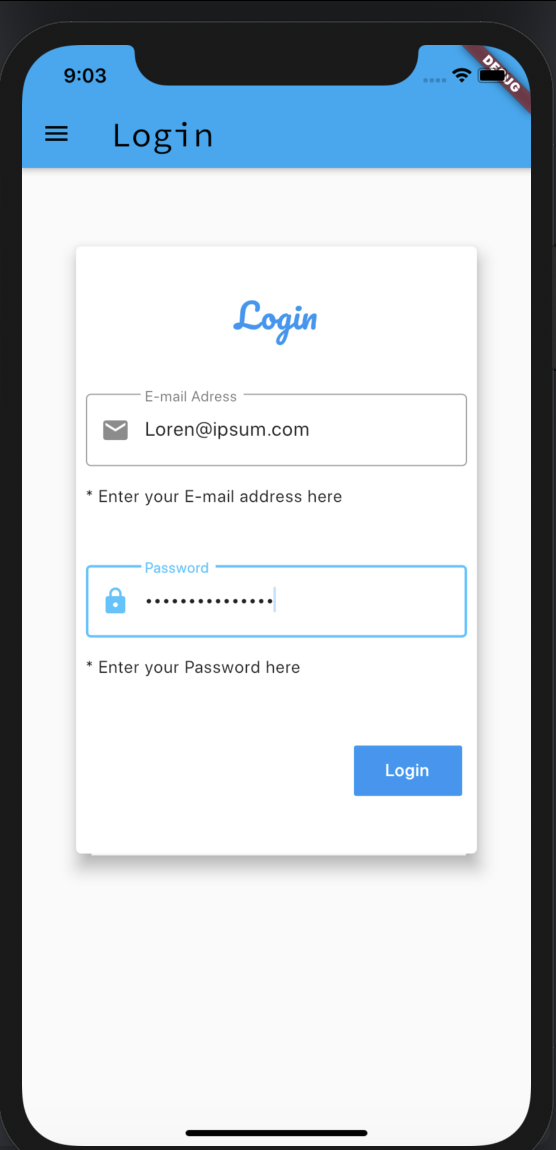 9:03
DEBUG
Login
Login
E-mail Adress
Loren@ipsum.com
* Enter your E-mail address here
Password
•••••••••••••••
* Enter your Password here
Login